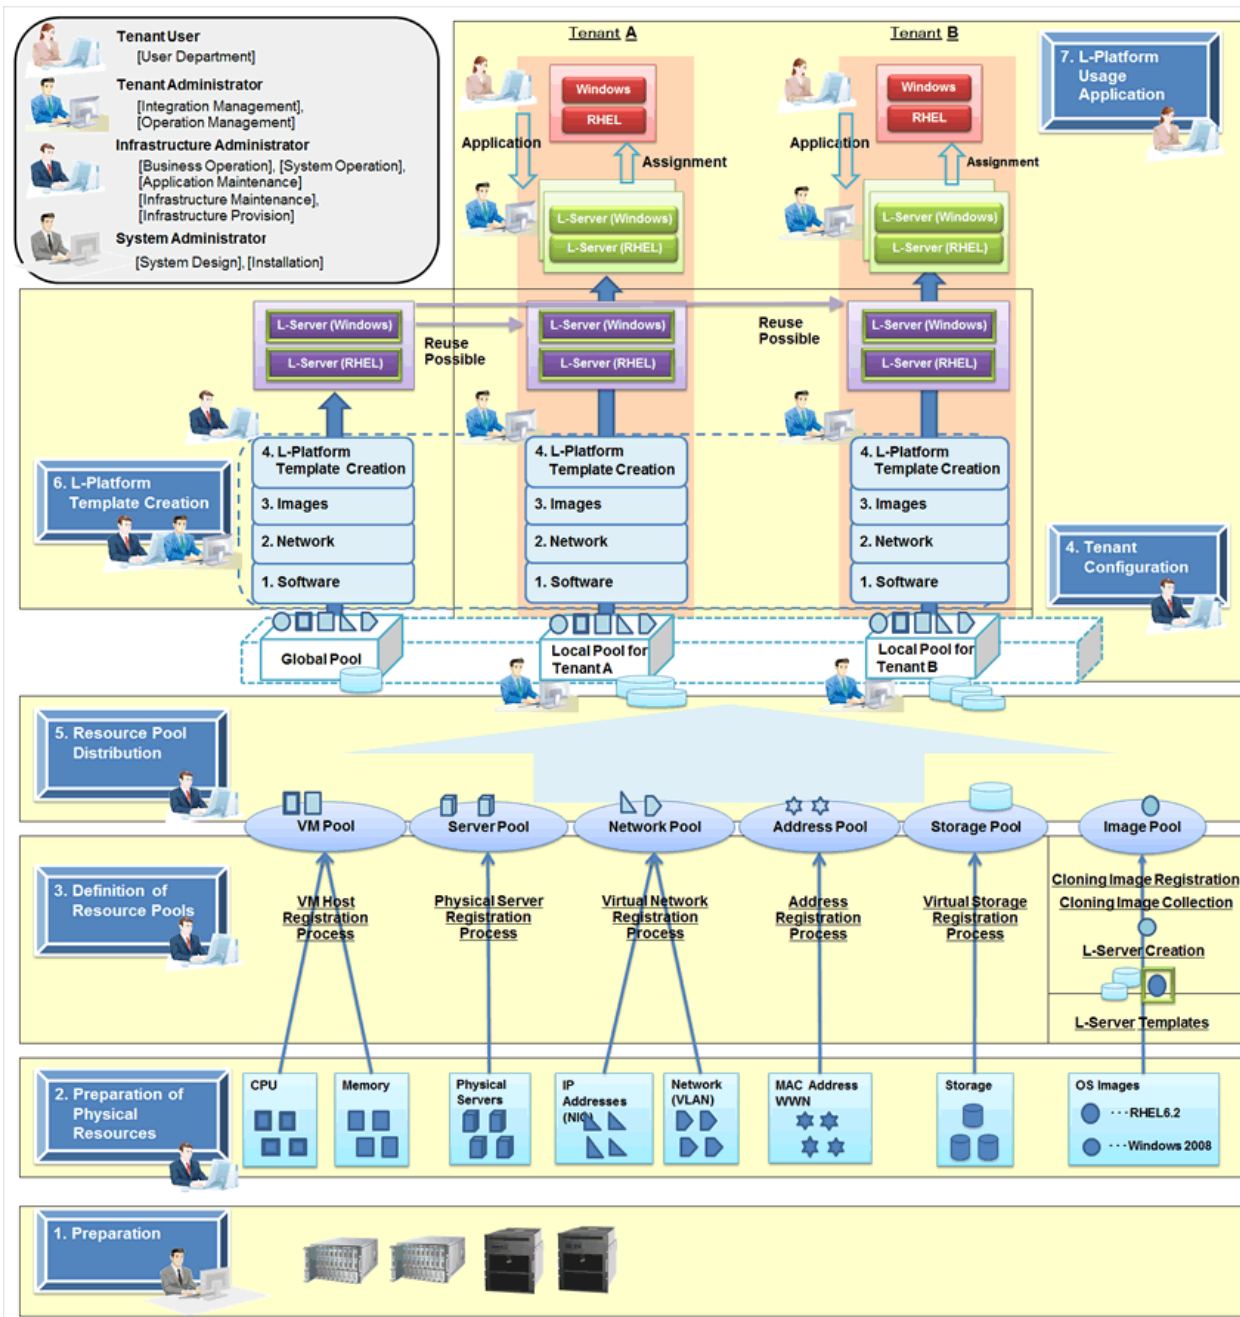 Tenant User
[User Department]
Tenant Administrator
[Integration Management],
[Operation Management]
Infrastructure Administrator
[Business Operation], [System Operation],
[Application Maintenance]
[Infrastructure Maintenance],
[Infrastructure Provision]
System Administrator
[System Design], [Installation]
Tenant A
Windows
RHEL
Application
Assignment
L-Server (Windows)
L-Server (RHEL)
Tenant B
Windows
RHEL
Application
Assignment
L-Server (Windows)
L-Server (RHEL)
7. L-Platform
Usage
Application
L-Server (Windows)
L-Server (RHEL)
Reuse
Possible
L-Server (Windows)
L-Server (RHEL)
Reuse
Possible
L-Server (Windows)
L-Server (RHEL)
6. L-Platform
Template Creation
4. L-Platform
Template Creation
3. Images
2. Network
1. Software
4. L-Platform
Template Creation
3. Images
2. Network
1. Software
4. L-Platform
Template Creation
3. Images
2. Network
1. Software
4. Tenant
Configuration
Global Pool
Local Pool for
Tenant A
Local Pool for
Tenant B
5. Resource Pool
Distribution
VM Pool
Server Pool
Network Pool
Address Pool
Storage Pool
Image Pool
3. Definition of
Resource Pools
VM Host
Registration
Process
Physical Server
Registration
Process
Virtual Network
Registration
Process
Address
Registration
Process
Virtual Storage
Registration
Process
Cloning Image Registration
Cloning Image Collection
L-Server Creation
L-Server Templates
2. Preparation of
Physical
Resources
CPU
Memory
Physical
Servers
IP
Addresses
(NIC)
Network
(VLAN)
MAC Address
WWN
Storage
OS Images
･･･RHEL6.2
･･･Windows 2008
1. Preparation